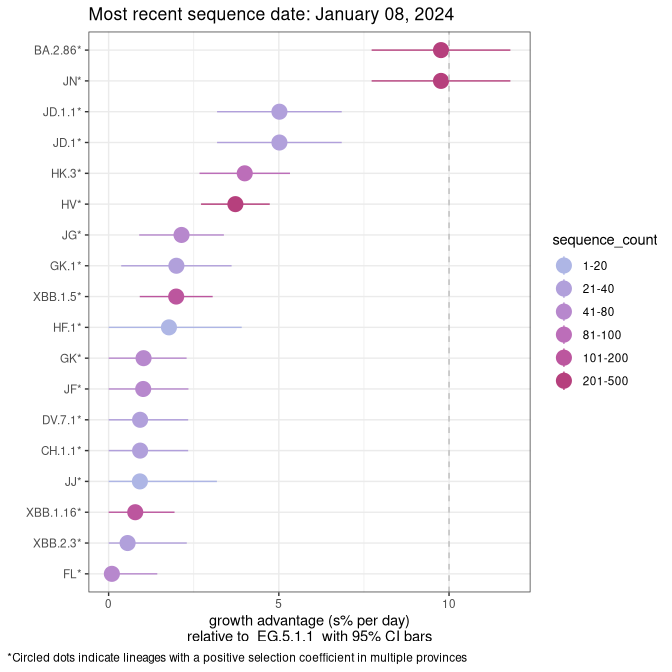 Most recent sequence date: January 08, 2024
BA.2.86*
JN*
JD.1.1*
JD.1*
HK.3*
HV*
JG*
GK.1*
XBB.1.5*
HF.1*
GK*
JF*
DV.7.1*
CH.1.1*
JJ*
XBB.1.16*
XBB.2.3*
FL*
0 5 10
growth advantage (s% per day)
relative to EG.5.1.1 with 95% CI bars
sequence_count
1-20
21-40
41-80
81-100
101-200
201-500
*Circled dots indicate lineages with a positive selection coefficient in multiple provinces